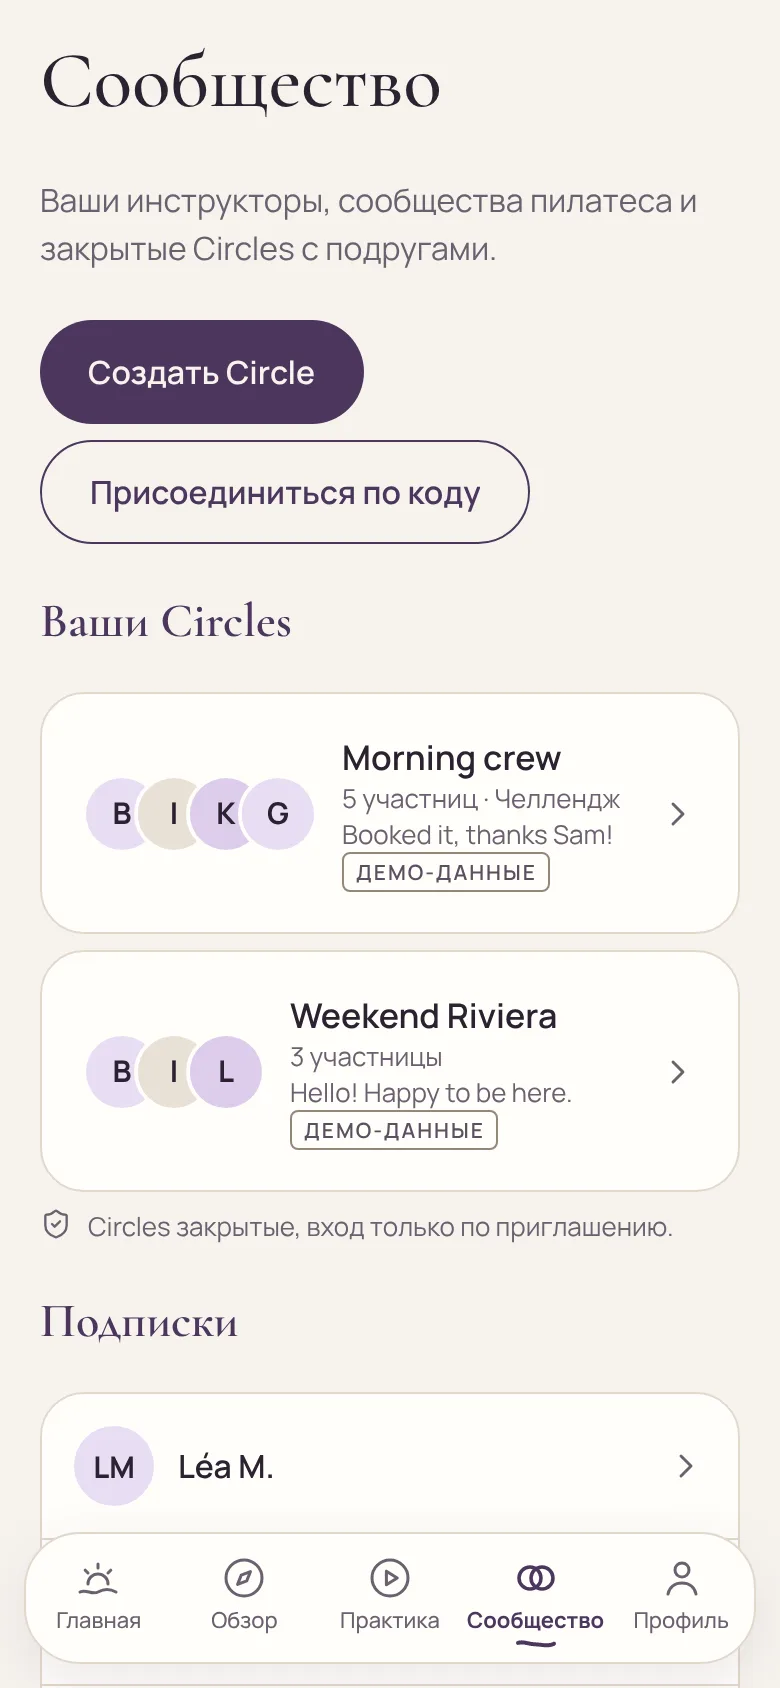 Сообщество
Ваши инструкторы, сообщества пилатеса и
закрытые Circles с подругами.
Создать Circle
Присоединиться по коду
Ваши Circles
B I K G
Morning crew
5 участниц · Челлендж
Booked it, thanks Sam!
ДЕМО-ДАННЫЕ
B I L
Weekend Riviera
3 участницы
Hello! Happy to be here.
ДЕМО-ДАННЫЕ
Circles закрытые, вход только по приглашению.
Подписки
LM Léa M.
Главная Обзор Практика Сообщество Профиль